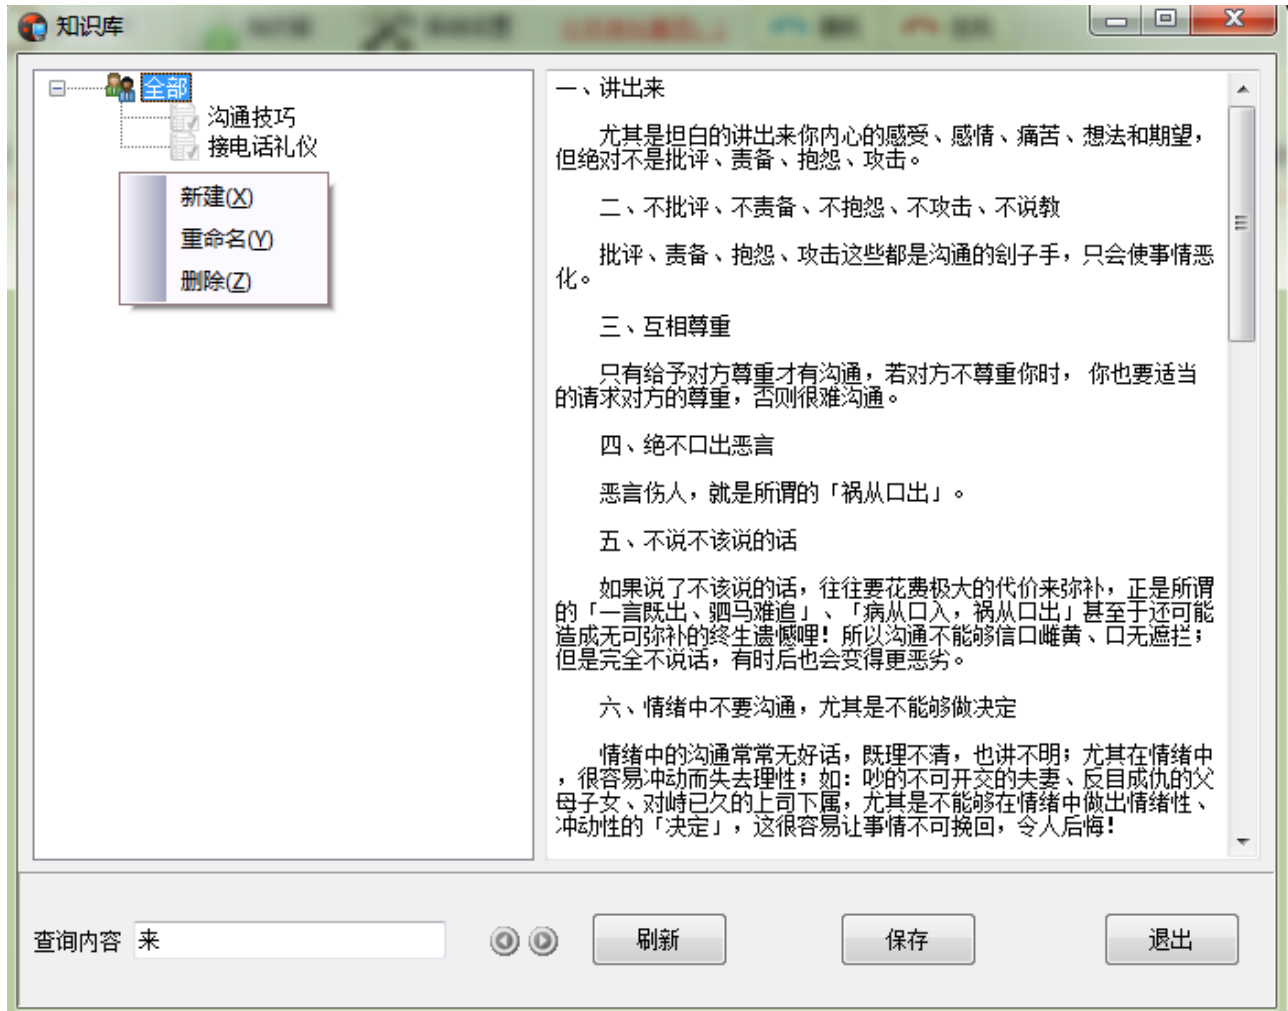 知识库
全部
沟通技巧
接电话礼仪
新建(X)
重命名(Y)
删除(Z)
一、讲出来
尤其是坦白的讲出来你内心的感受、感情、痛苦、想法和期望，
但绝对不是批评、责备、抱怨、攻击。
二、不批评、不责备、不抱怨、不攻击、不说教
批评、责备、抱怨、攻击这些都是沟通的刽子手，只会使事情恶
化。
三、互相尊重
只有给予对方尊重才有沟通，若对方不尊重你时， 你也要适当
的请求对方的尊重，否则很难沟通。
四、绝不口出恶言
恶言伤人，就是所谓的「祸从口出」。
五、不说不该说的话
如果说了不该说的话，往往要花费极大的代价来弥补，正是所谓
的「一言既出、驷马难追」、「病从口入，祸从口出」甚至于还可能
造成无可弥补的终生遗憾哩！所以沟通不能够信口雌黄、口无遮拦；
但是完全不说话，有时后也会变得更恶劣。
六、情绪中不要沟通，尤其是不能够做决定
情绪中的沟通常常无好话，既理不清，也讲不明；尤其在情绪中
，很容易冲动而失去理性；如：吵的不可开交的夫妻、反目成仇的父
母子女、对峙已久的上司下属，尤其是不能够在情绪中做出情绪性、
冲动性的「决定」，这很容易让事情不可挽回，令人后悔！
查询内容 来
刷新
保存
退出